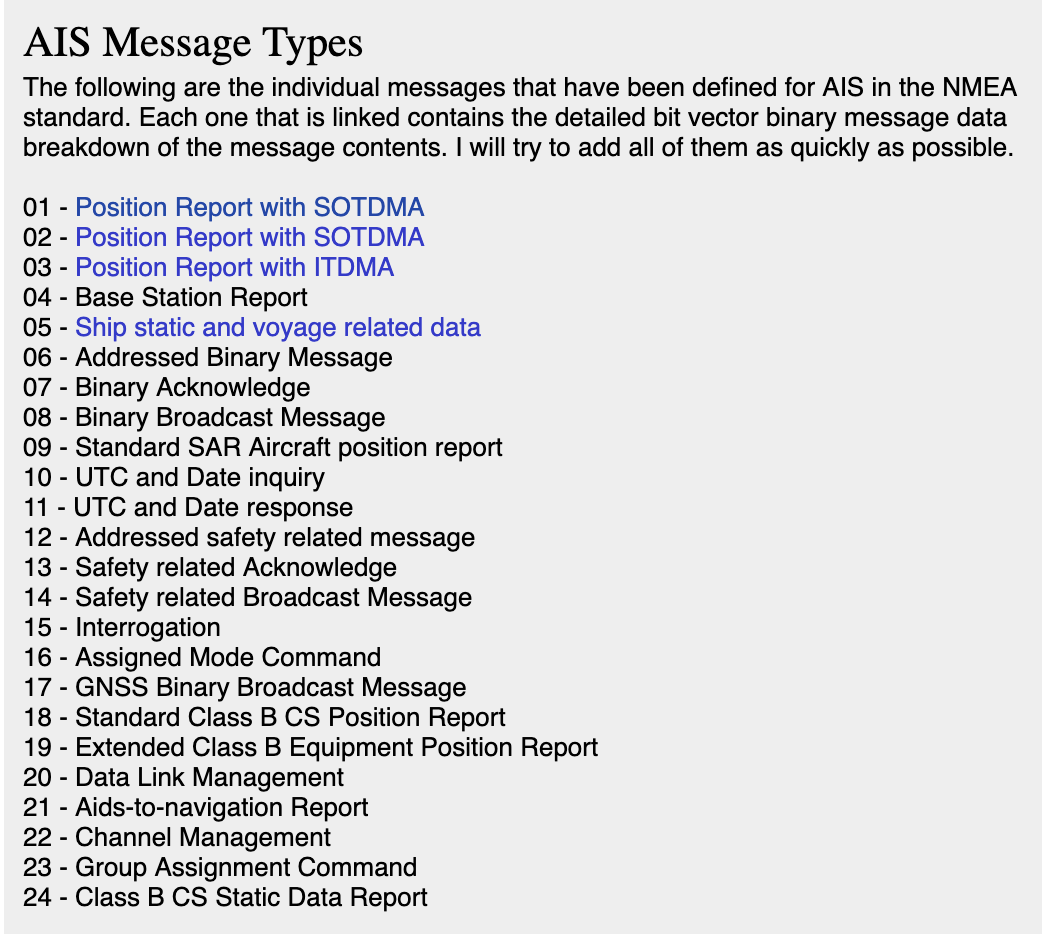 AIS Message Types
The following are the individual messages that have been defined for AIS in the NMEA
standard. Each one that is linked contains the detailed bit vector binary message data
breakdown of the message contents. I will try to add all of them as quickly as possible.
01 - Position Report with SOTDMA
02 - Position Report with SOTDMA
03 - Position Report with ITDMA
04 - Base Station Report
05 - Ship static and voyage related data
06 - Addressed Binary Message
07 - Binary Acknowledge
08 - Binary Broadcast Message
09 - Standard SAR Aircraft position report
10 - UTC and Date inquiry
11 - UTC and Date response
12 - Addressed safety related message
13 - Safety related Acknowledge
14 - Safety related Broadcast Message
15 - Interrogation
16 - Assigned Mode Command
17 - GNSS Binary Broadcast Message
18 - Standard Class B CS Position Report
19 - Extended Class B Equipment Position Report
20 - Data Link Management
21 - Aids-to-navigation Report
22 - Channel Management
23 - Group Assignment Command
24 - Class B CS Static Data Report